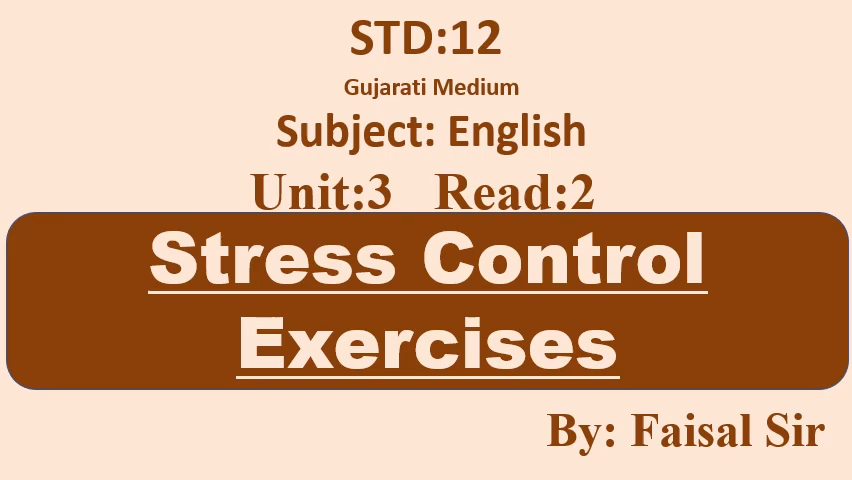 STD:12
Gujarati Medium
Subject: English
Unit:3 Read:2
Stress Control
Exercises
By: Faisal Sir